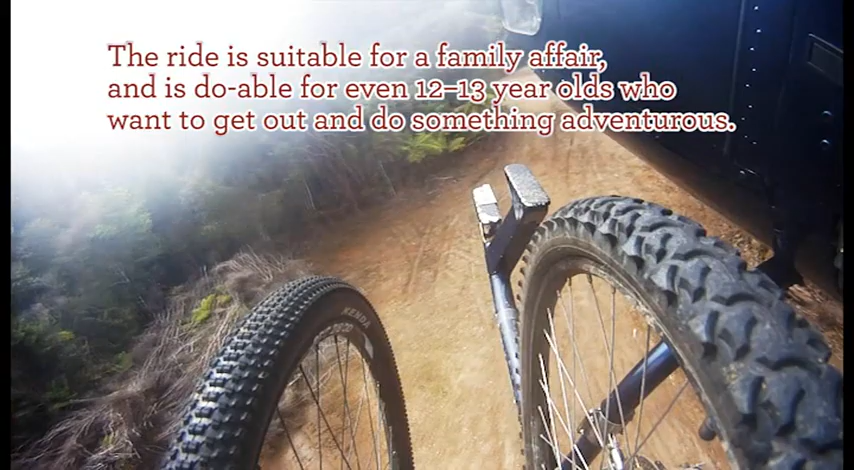 The ride is suitable for a family affair,
and is do-able for even 12–13 year olds who
want to get out and do something adventurous.
KENDA